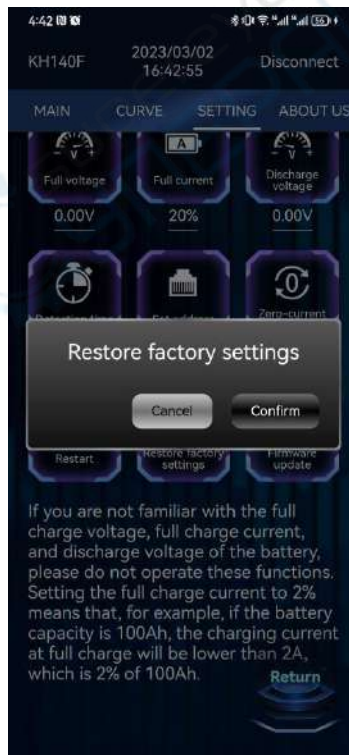 4:42
56
KH140F
2023/03/02
16:42:55
Disconnect
MAIN CURVE SETTING ABOUT US
A
V
V
Full voltage
Full current
Discharge
voltage
0.00V 20% 0.00V
0
Zero-current
Restore factory settings
Cancel Confirm
Restart
Restore factory
settings
Firmware
update
If you are not familiar with the full
charge voltage, full charge current,
and discharge voltage of the battery,
please do not operate these functions.
Setting the full charge current to 2%
means that, for example, if the battery
capacity is 100Ah, the charging current
at full charge will be lower than 2A,
which is 2% of 100Ah.
Return